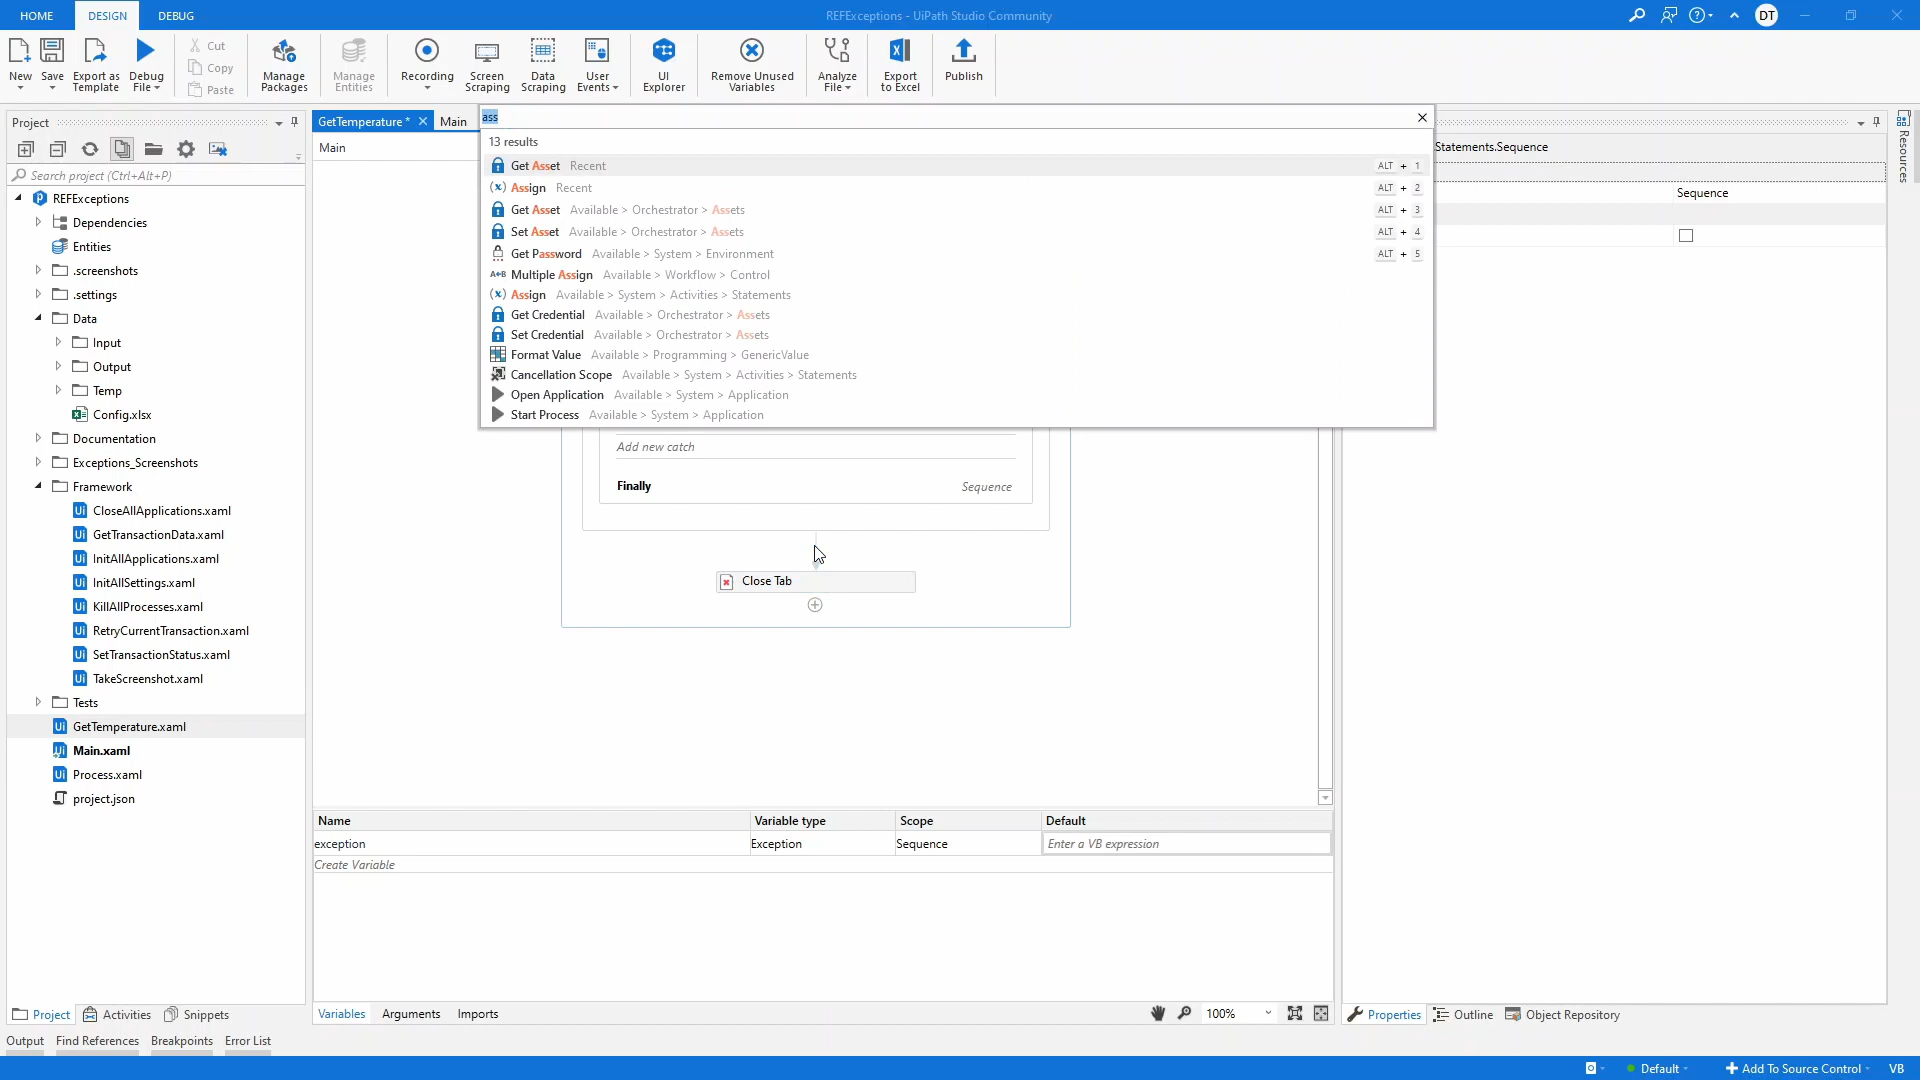 HOME DESIGN DEBUG REFExceptions - UiPath Studio Community DT
New Save Export as Template Debug File Cut Copy Paste Manage Packages Manage Entities Recording Screen Scraping Data Scraping User Events UI Explorer Remove Unused Variables Analyze File Export to Excel Publish
Project
Search project (Ctrl+Alt+P)
REFExceptions
Dependencies
Entities
.screenshots
.settings
Data
Input
Output
Temp
Config.xlsx
Documentation
Exceptions_Screenshots
Framework
CloseAllApplications.xaml
GetTransactionData.xaml
InitAllApplications.xaml
InitAllSettings.xaml
KillAllProcesses.xaml
RetryCurrentTransaction.xaml
SetTransactionStatus.xaml
TakeScreenshot.xaml
Tests
GetTemperature.xaml
Main.xaml
Process.xaml
project.json
Project Activities Snippets
GetTemperature * Main
Main
ass
13 results
Get Asset Recent ALT + 1
Assign Recent ALT + 2
Get Asset Available > Orchestrator > Assets ALT + 3
Set Asset Available > Orchestrator > Assets ALT + 4
Get Password Available > System > Environment ALT + 5
Multiple Assign Available > Workflow > Control
Assign Available > System > Activities > Statements
Get Credential Available > Orchestrator > Assets
Set Credential Available > Orchestrator > Assets
Format Value Available > Programming > GenericValue
Cancellation Scope Available > System > Activities > Statements
Open Application Available > System > Application
Start Process Available > System > Application
Add new catch
Finally Sequence
Close Tab
Name Variable type Scope Default
exception Exception Sequence Enter a VB expression
Create Variable
Variables Arguments Imports 100%
Statements.Sequence
Sequence
Resources
Properties Outline Object Repository
Output Find References Breakpoints Error List
Default Add To Source Control VB